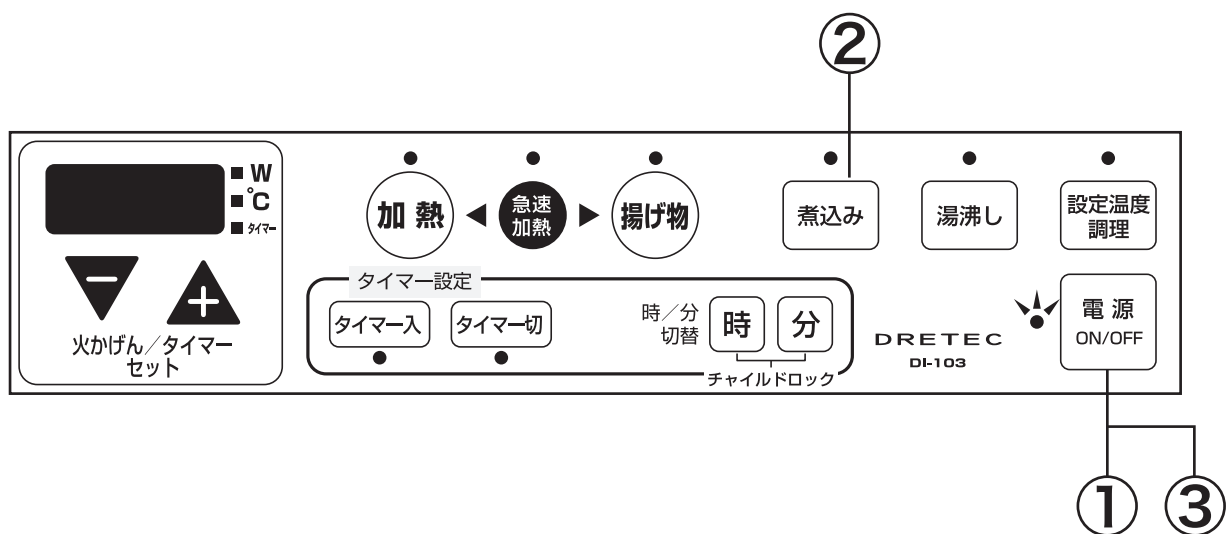 ②
W
℃
タイマー
加熱
◀
急速
加熱
▶
揚げ物
煮込み
湯沸し
設定温度
調理
−
+
火かげん／タイマー
セット
タイマー設定
タイマー入
タイマー切
時／分
切替
時
分
チャイルドロック
DRETEC
DI-103
電源
ON/OFF
①
③